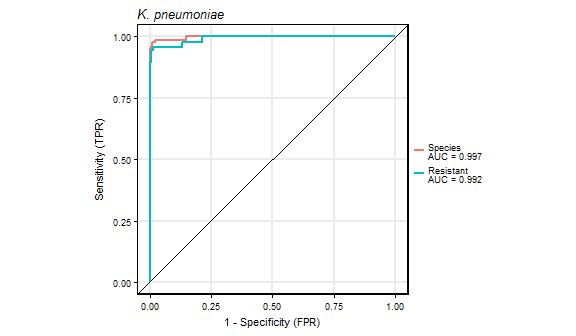 K. pneumoniae
1.00
0.75
0.50
0.25
0.00
Sensitivity (TPR)
0.00 0.25 0.50 0.75 1.00
1 - Specificity (FPR)
Species
AUC = 0.997
Resistant
AUC = 0.992